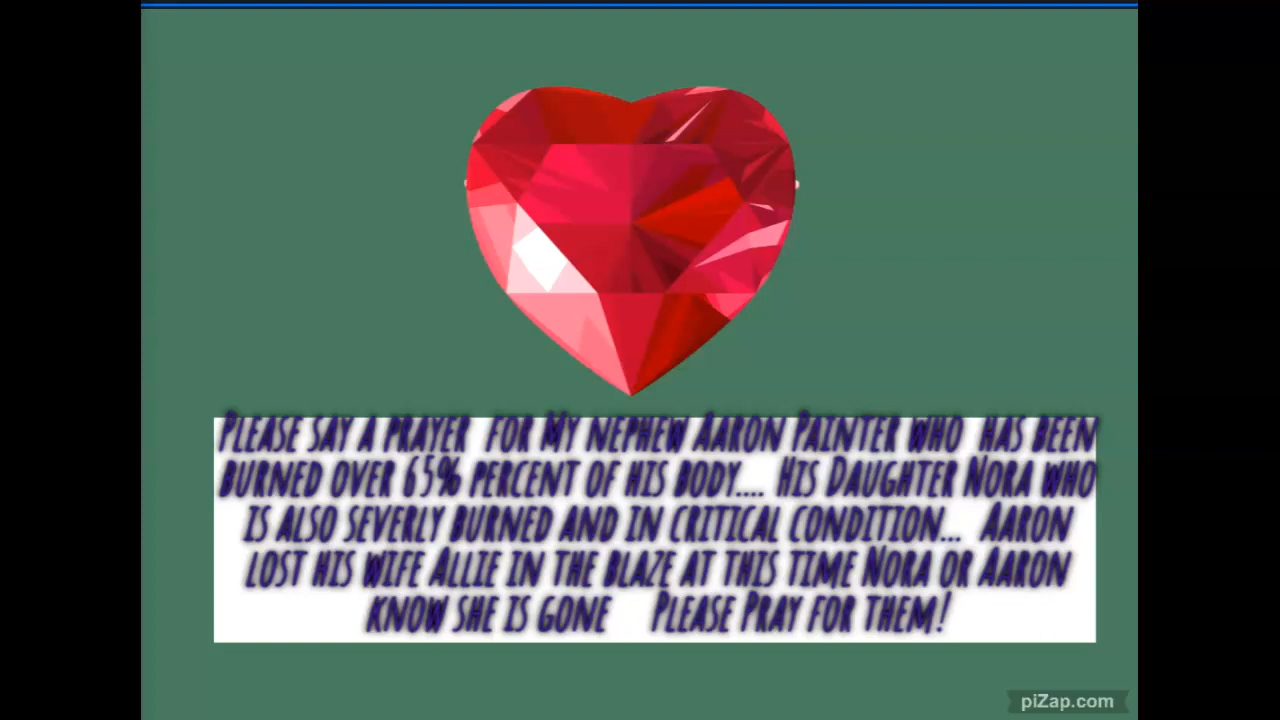 Please say a prayer for My nephew Aaron Painter who has been
burned over 65% percent of his body.... His Daughter Nora who
is also severly burned and in critical condition... Aaron
lost his wife Allie in the blaze at this time Nora or Aaron
know she is gone Please Pray for them!
piZap.com